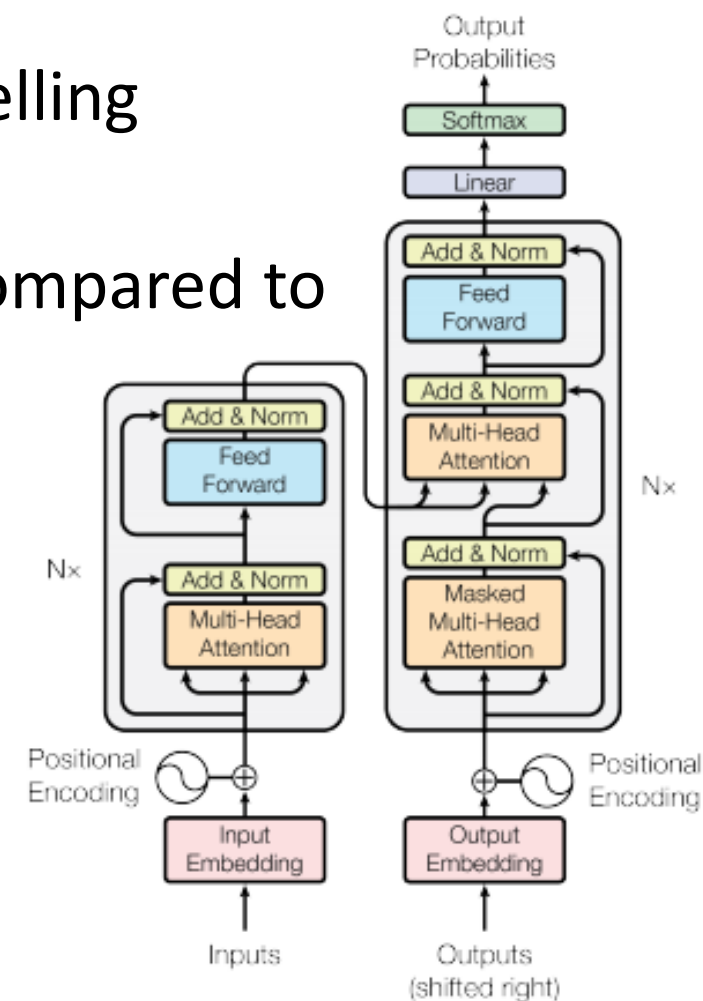 elling
ompared to
Output
Probabilities
Softmax
Linear
Add & Norm
Feed
Forward
Add & Norm
Multi-Head
Attention
Add & Norm
Masked
Multi-Head
Attention
Nx
Add & Norm
Feed
Forward
Add & Norm
Multi-Head
Attention
Nx
Positional
Encoding
Positional
Encoding
Input
Embedding
Output
Embedding
Inputs
Outputs
(shifted right)